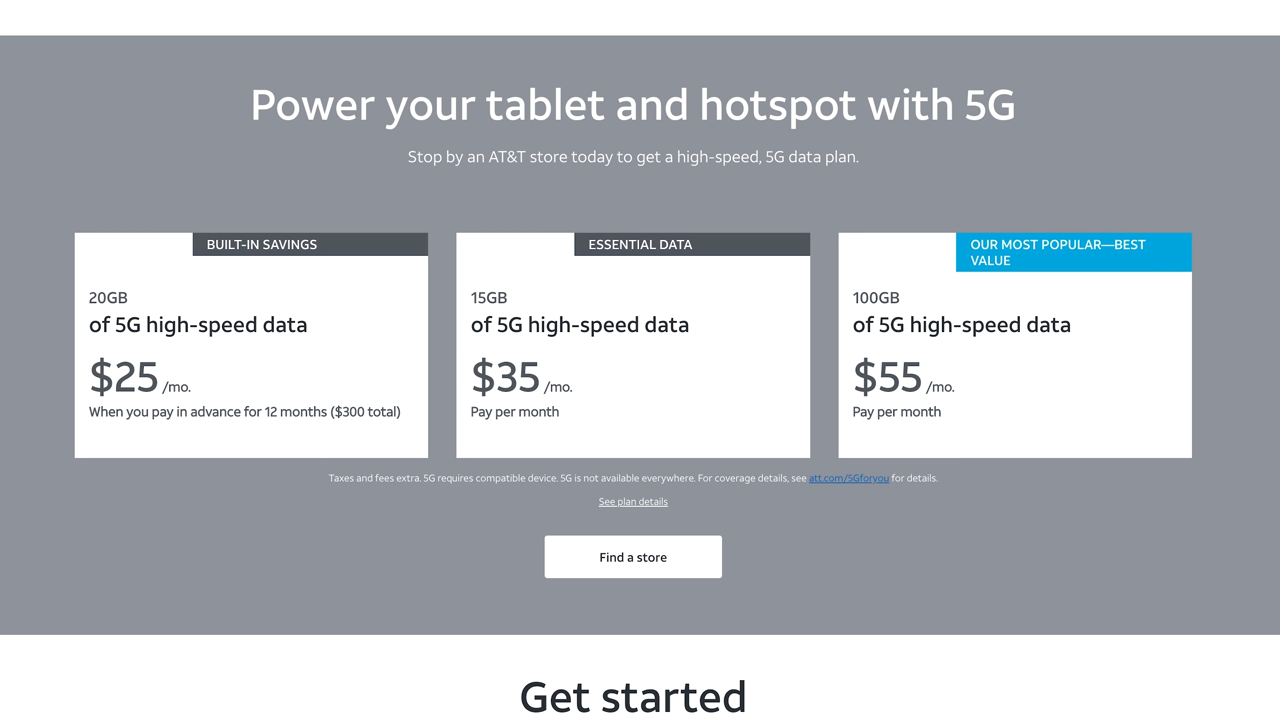 Power your tablet and hotspot with 5G
Stop by an AT&T store today to get a high-speed, 5G data plan.
BUILT-IN SAVINGS
20GB
of 5G high-speed data
$25 /mo.
When you pay in advance for 12 months ($300 total)
ESSENTIAL DATA
15GB
of 5G high-speed data
$35 /mo.
Pay per month
OUR MOST POPULAR—BEST
VALUE
100GB
of 5G high-speed data
$55 /mo.
Pay per month
Taxes and fees extra. 5G requires compatible device. 5G is not available everywhere. For coverage details, see att.com/5Gforyou for details.
See plan details
Find a store
Get started